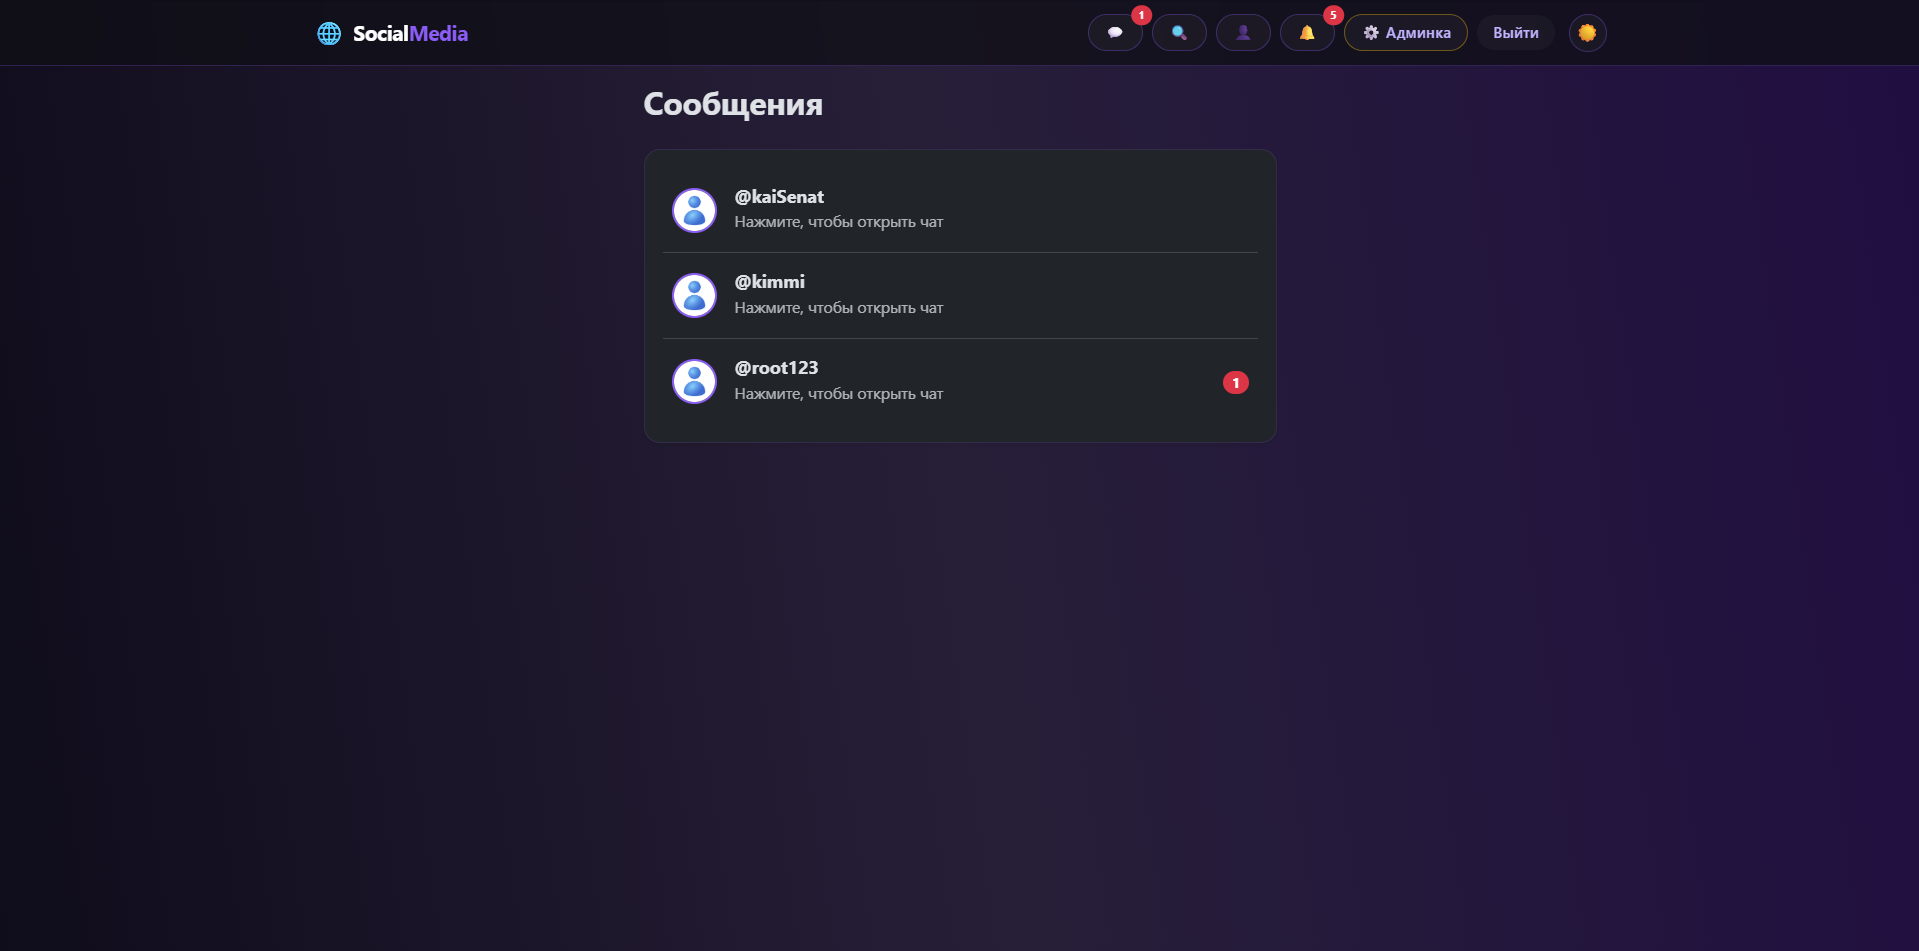 SocialMedia 1 5 Админка Выйти
Сообщения
@kaiSenat
Нажмите, чтобы открыть чат
@kimmi
Нажмите, чтобы открыть чат
@root123
Нажмите, чтобы открыть чат
1